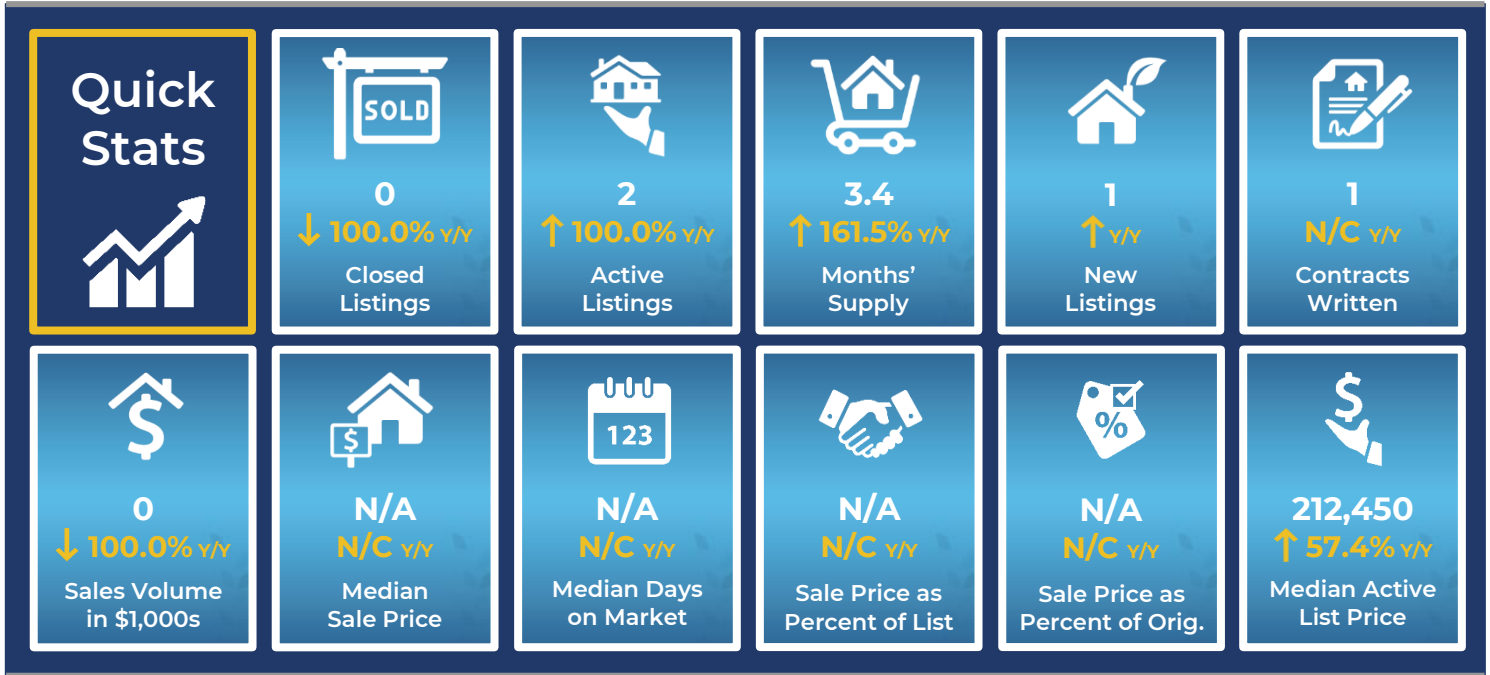 Quick
Stats
SOLD
0
↓ 100.0% Y/Y
Closed
Listings
2
↑ 100.0% Y/Y
Active
Listings
3.4
↑ 161.5% Y/Y
Months’
Supply
1
↑ Y/Y
New
Listings
1
N/C Y/Y
Contracts
Written
$
0
↓ 100.0% Y/Y
Sales Volume
in $1,000s
$
N/A
N/C Y/Y
Median
Sale Price
123
N/A
N/C Y/Y
Median Days
on Market
N/A
N/C Y/Y
Sale Price as
Percent of List
%
N/A
N/C Y/Y
Sale Price as
Percent of Orig.
$
212,450
↑ 57.4% Y/Y
Median Active
List Price